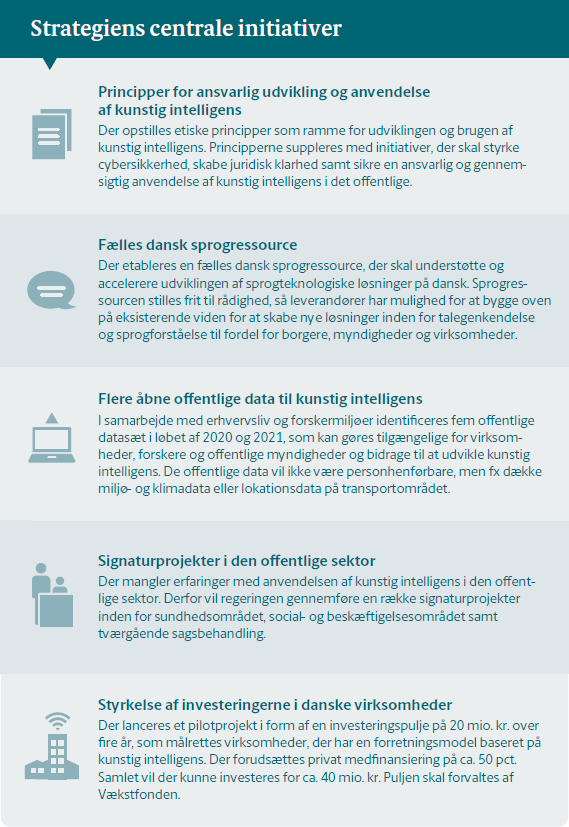 Strategiens centrale initiativer
Principper for ansvarlig udvikling og anvendelse
af kunstig intelligens
Der opstilles etiske principper som ramme for udviklingen og brugen af
kunstig intelligens. Principperne suppleres med initiativer, der skal styrke
cybersikkerhed, skabe juridisk klarhed samt sikre en ansvarlig og gennem-
sigtig anvendelse af kunstig intelligens i det offentlige.
Fælles dansk sprogressource
Der etableres en fælles dansk sprogressource, der skal understøtte og
accelerere udviklingen af sprogteknologiske løsninger på dansk. Sprogres-
sourcen stilles frit til rådighed, så leverandører har mulighed for at bygge oven
på eksisterende viden for at skabe nye løsninger inden for talegenkendelse
og sprogforståelse til fordel for borgere, myndigheder og virksomheder.
Flere åbne offentlige data til kunstig intelligens
I samarbejde med erhvervsliv og forskermiljøer identificeres fem offentlige
datasæt i løbet af 2020 og 2021, som kan gøres tilgængelige for virksom-
heder, forskere og offentlige myndigheder og bidrage til at udvikle kunstig
intelligens. De offentlige data vil ikke være personhenførbare, men fx dække
miljø- og klimadata eller lokationsdata på transportområdet.
Signaturprojekter i den offentlige sektor
Der mangler erfaringer med anvendelsen af kunstig intelligens i den offent-
lige sektor. Derfor vil regeringen gennemføre en række signaturprojekter
inden for sundhedsområdet, social- og beskæftigelsesområdet samt
tværgående sagsbehandling.
Styrkelse af investeringerne i danske virksomheder
Der lanceres et pilotprojekt i form af en investeringspulje på 20 mio. kr. over
fire år, som målrettes virksomheder, der har en forretningsmodel baseret på
kunstig intelligens. Der forudsættes privat medfinansiering på ca. 50 pct.
Samlet vil der kunne investeres for ca. 40 mio. kr. Puljen skal forvaltes af
Vækstfonden.